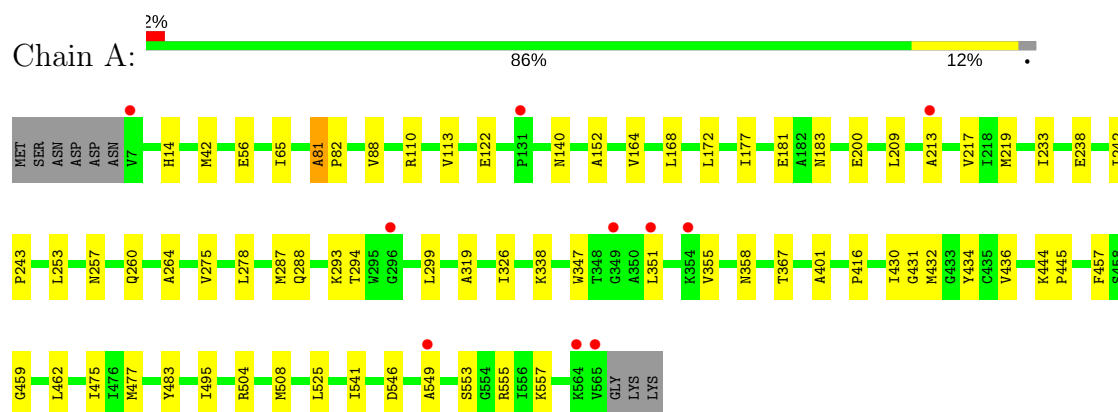 2%
Chain A:
86% 12% •
MET SER ASN ASP ASP ASN V7 H14 M42 E56 I65 A81 P82 V88 R110 V113 E122 P131 N140 A152 V164 L168 L172 I177 E181 A182 N183 E200 L209 A213 V217 I218 M219 I233 E238
P243 L253 N257 Q260 A264 V275 L278 M287 Q288 K293 T294 W295 G296 L299 A319 I326 K338 W347 T348 G349 A350 L351 K354 V355 N358 T367 A401 P416 I430 G431 M432 G433 Y434 C435 V436 K444 P445 F457 S458
G459 L462 I475 I476 M477 Y483 I495 R504 M508 L525 I541 D546 A549 S553 G554 R555 I556 K557 K564 V565 GLY LYS LYS